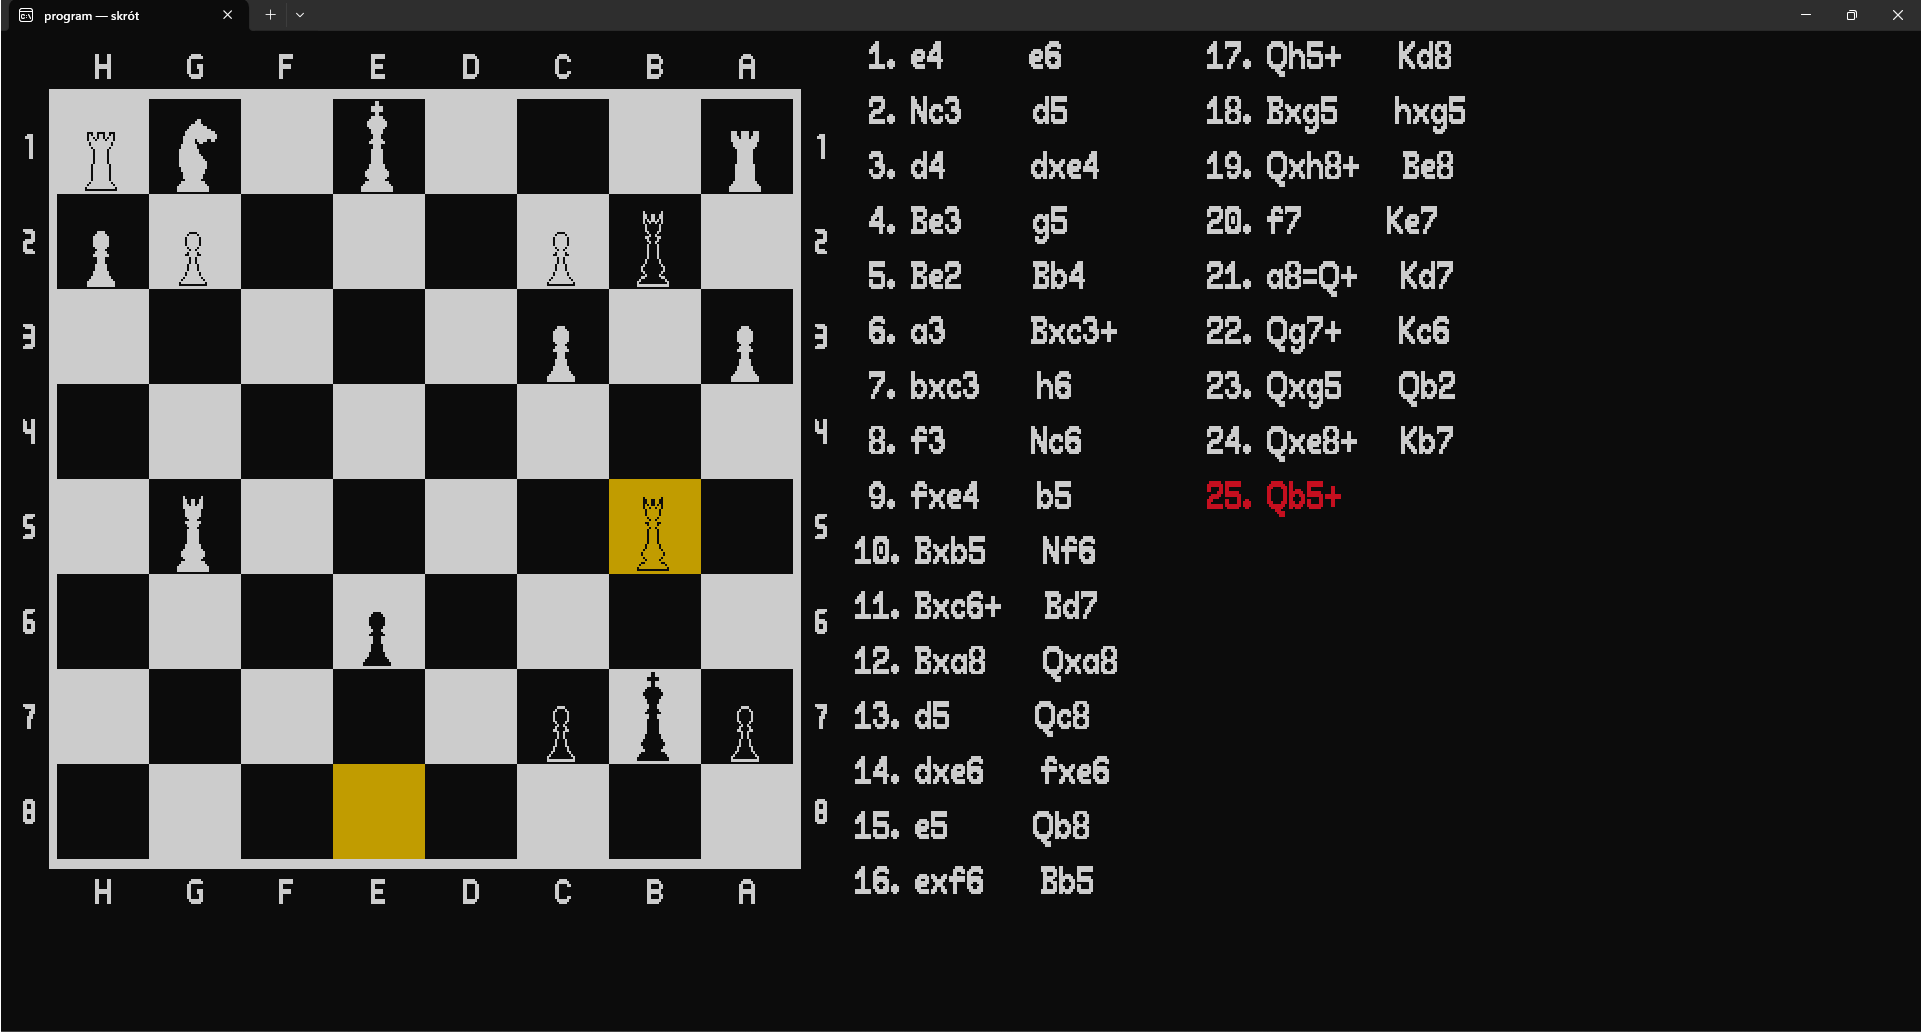 program — skrót
H G F E D C B A
1 1
2 2
3 3
4 4
5 5
6 6
7 7
8 8
H G F E D C B A
1. e4 e6
2. Nc3 d5
3. d4 dxe4
4. Be3 g5
5. Be2 Bb4
6. a3 Bxc3+
7. bxc3 h6
8. f3 Nc6
9. fxe4 b5
10. Bxb5 Nf6
11. Bxc6+ Bd7
12. Bxa8 Qxa8
13. d5 Qc8
14. dxe6 fxe6
15. e5 Qb8
16. exf6 Bb5
17. Qh5+ Kd8
18. Bxg5 hxg5
19. Qxh8+ Be8
20. f7 Ke7
21. a8=Q+ Kd7
22. Qg7+ Kc6
23. Qxg5 Qb2
24. Qxe8+ Kb7
25. Qb5+